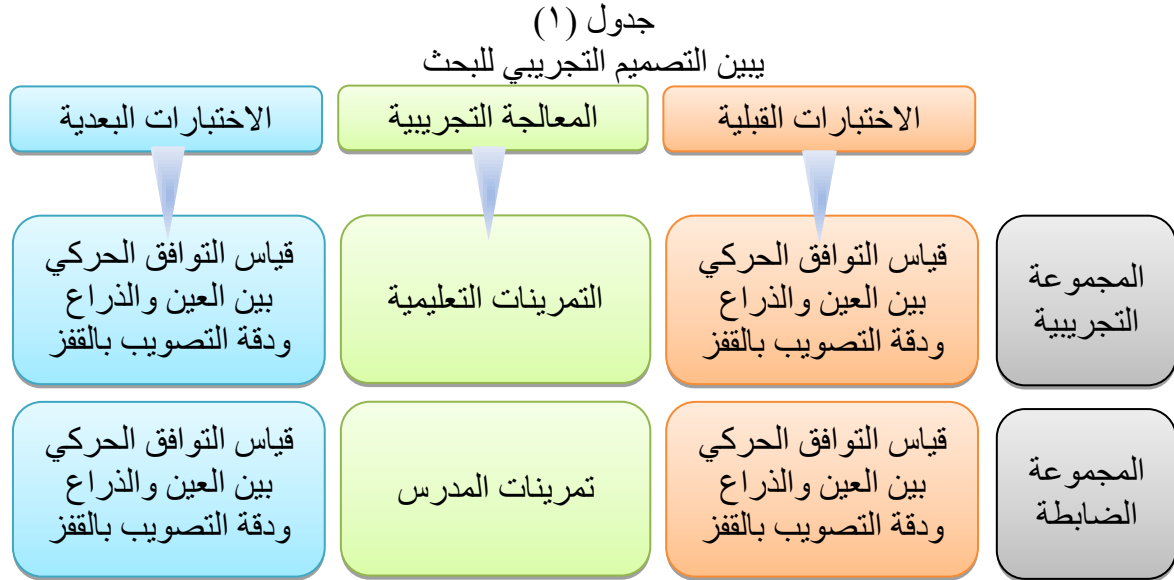 جدول (١)
يبين التصميم التجريبي للبحث
الاختبارات القبلية
المعالجة التجريبية
الاختبارات البعدية
المجموعة
التجريبية
قياس التوافق الحركي
بين العين والذراع
ودقة التصويب بالقفز
التمرينات التعليمية
قياس التوافق الحركي
بين العين والذراع
ودقة التصويب بالقفز
المجموعة
الضابطة
قياس التوافق الحركي
بين العين والذراع
ودقة التصويب بالقفز
تمرينات المدرس
قياس التوافق الحركي
بين العين والذراع
ودقة التصويب بالقفز